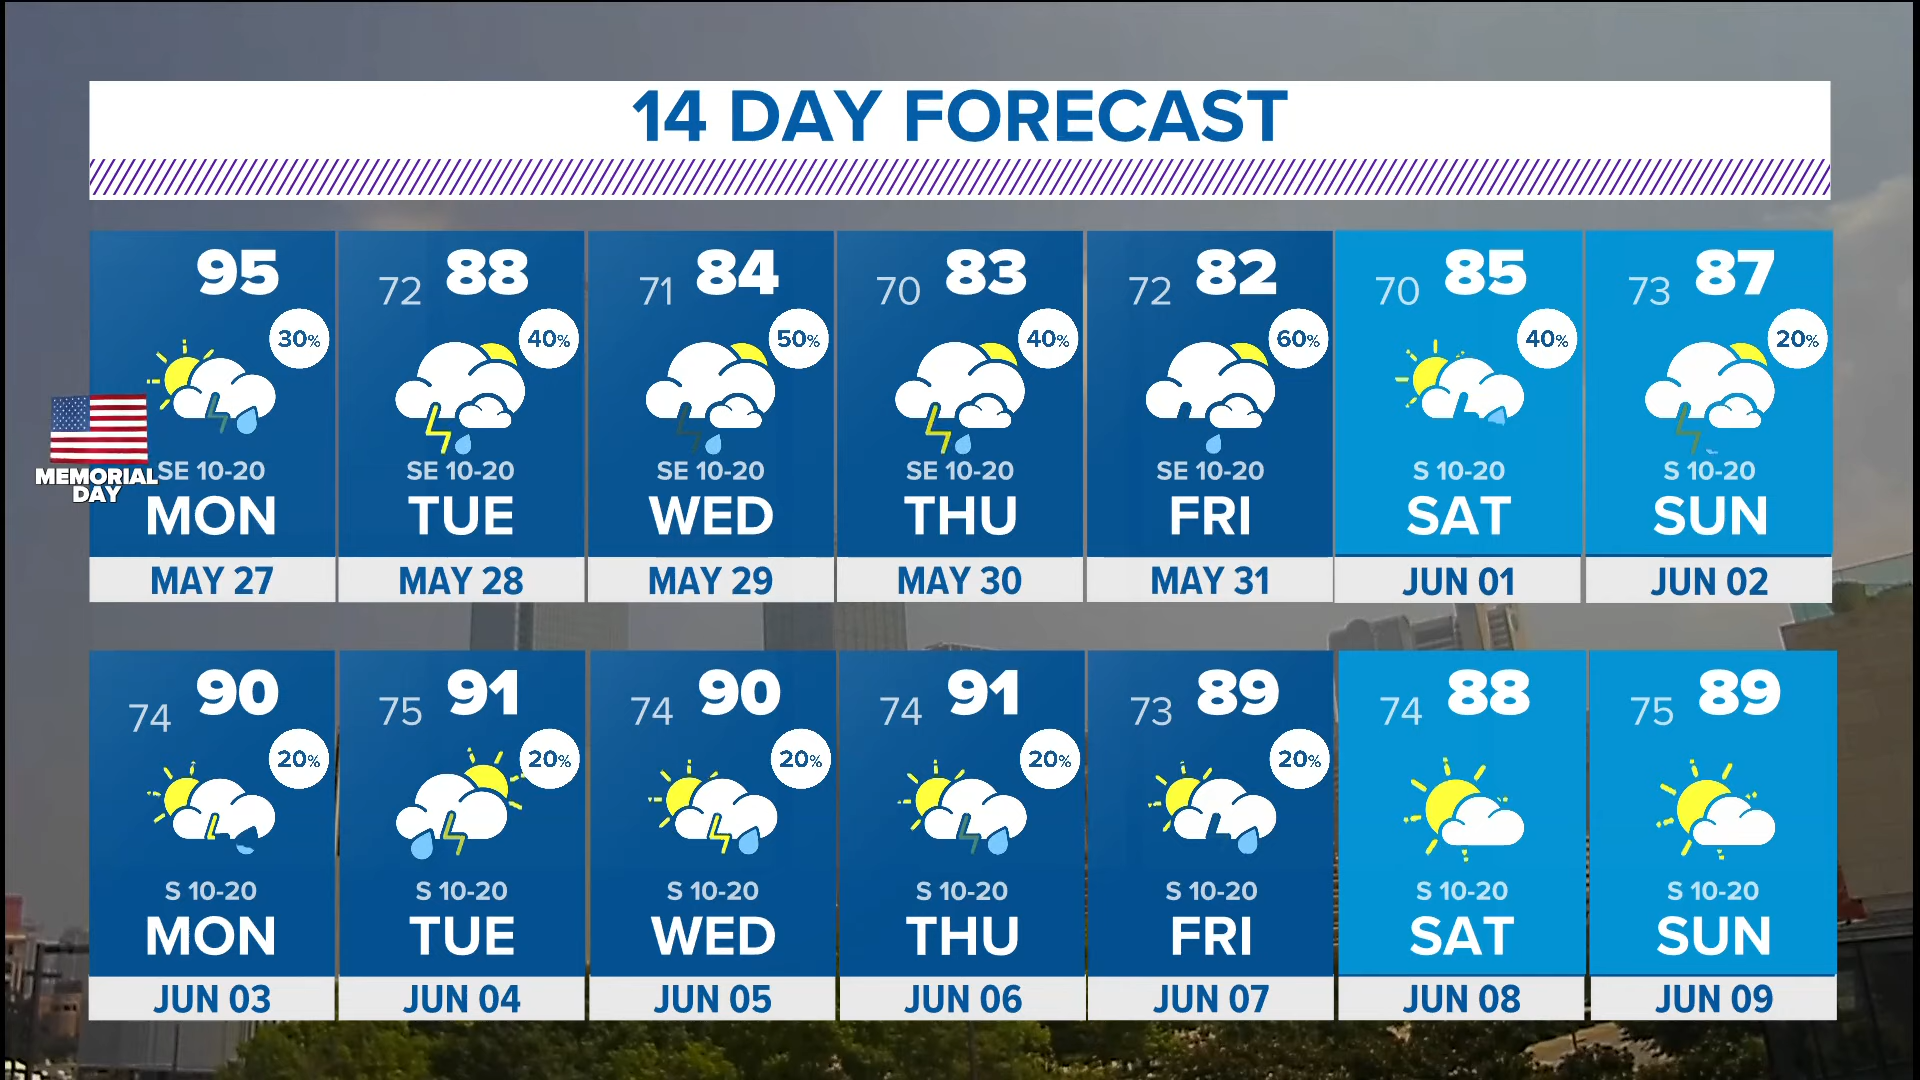 14 DAY FORECAST
95
30%
MEMORIAL
DAY
SE 10-20
MON
MAY 27
72 88
40%
SE 10-20
TUE
MAY 28
71 84
50%
SE 10-20
WED
MAY 29
70 83
40%
SE 10-20
THU
MAY 30
72 82
60%
SE 10-20
FRI
MAY 31
70 85
40%
S 10-20
SAT
JUN 01
73 87
20%
S 10-20
SUN
JUN 02
74 90
20%
S 10-20
MON
JUN 03
75 91
20%
S 10-20
TUE
JUN 04
74 90
20%
S 10-20
WED
JUN 05
74 91
20%
S 10-20
THU
JUN 06
73 89
20%
S 10-20
FRI
JUN 07
74 88
S 10-20
SAT
JUN 08
75 89
S 10-20
SUN
JUN 09